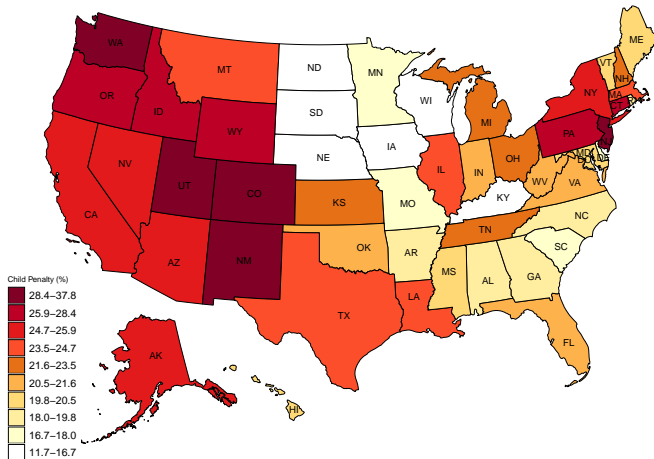 WA
MT
ND
MN
ME
VT
NH
OR
ID
SD
WI
NY
MA
CT
WY
MI
NE
IA
PA
NV
UT
CO
IL
IN
OH
MD
DE
CA
KS
MO
KY
WV
VA
AZ
NM
OK
AR
TN
NC
SC
MS
AL
GA
TX
LA
FL
AK
HI
Child Penalty (%)
28.4–37.8
25.9–28.4
24.7–25.9
23.5–24.7
21.6–23.5
20.5–21.6
19.8–20.5
18.0–19.8
16.7–18.0
11.7–16.7